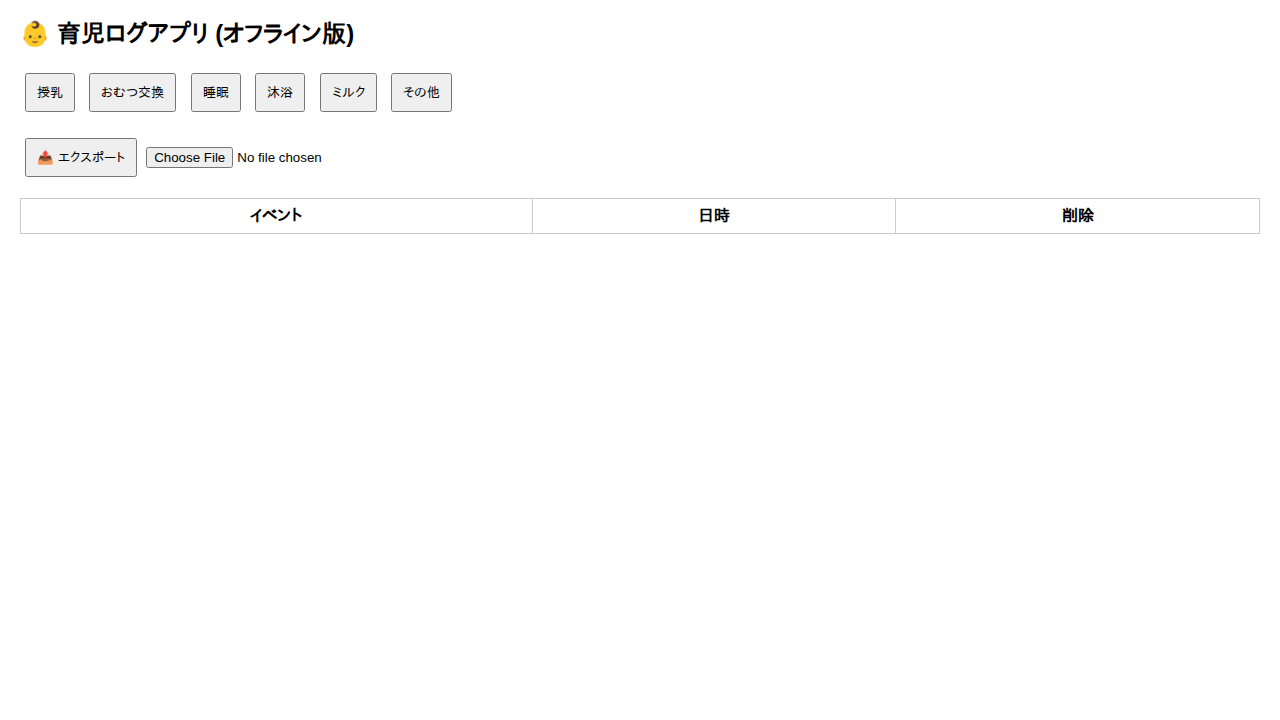 👶 育児ログアプリ (オフライン版)
授乳 おむつ交換 睡眠 沐浴 ミルク その他
📤 エクスポート Choose File No file chosen
イベント 日時 削除